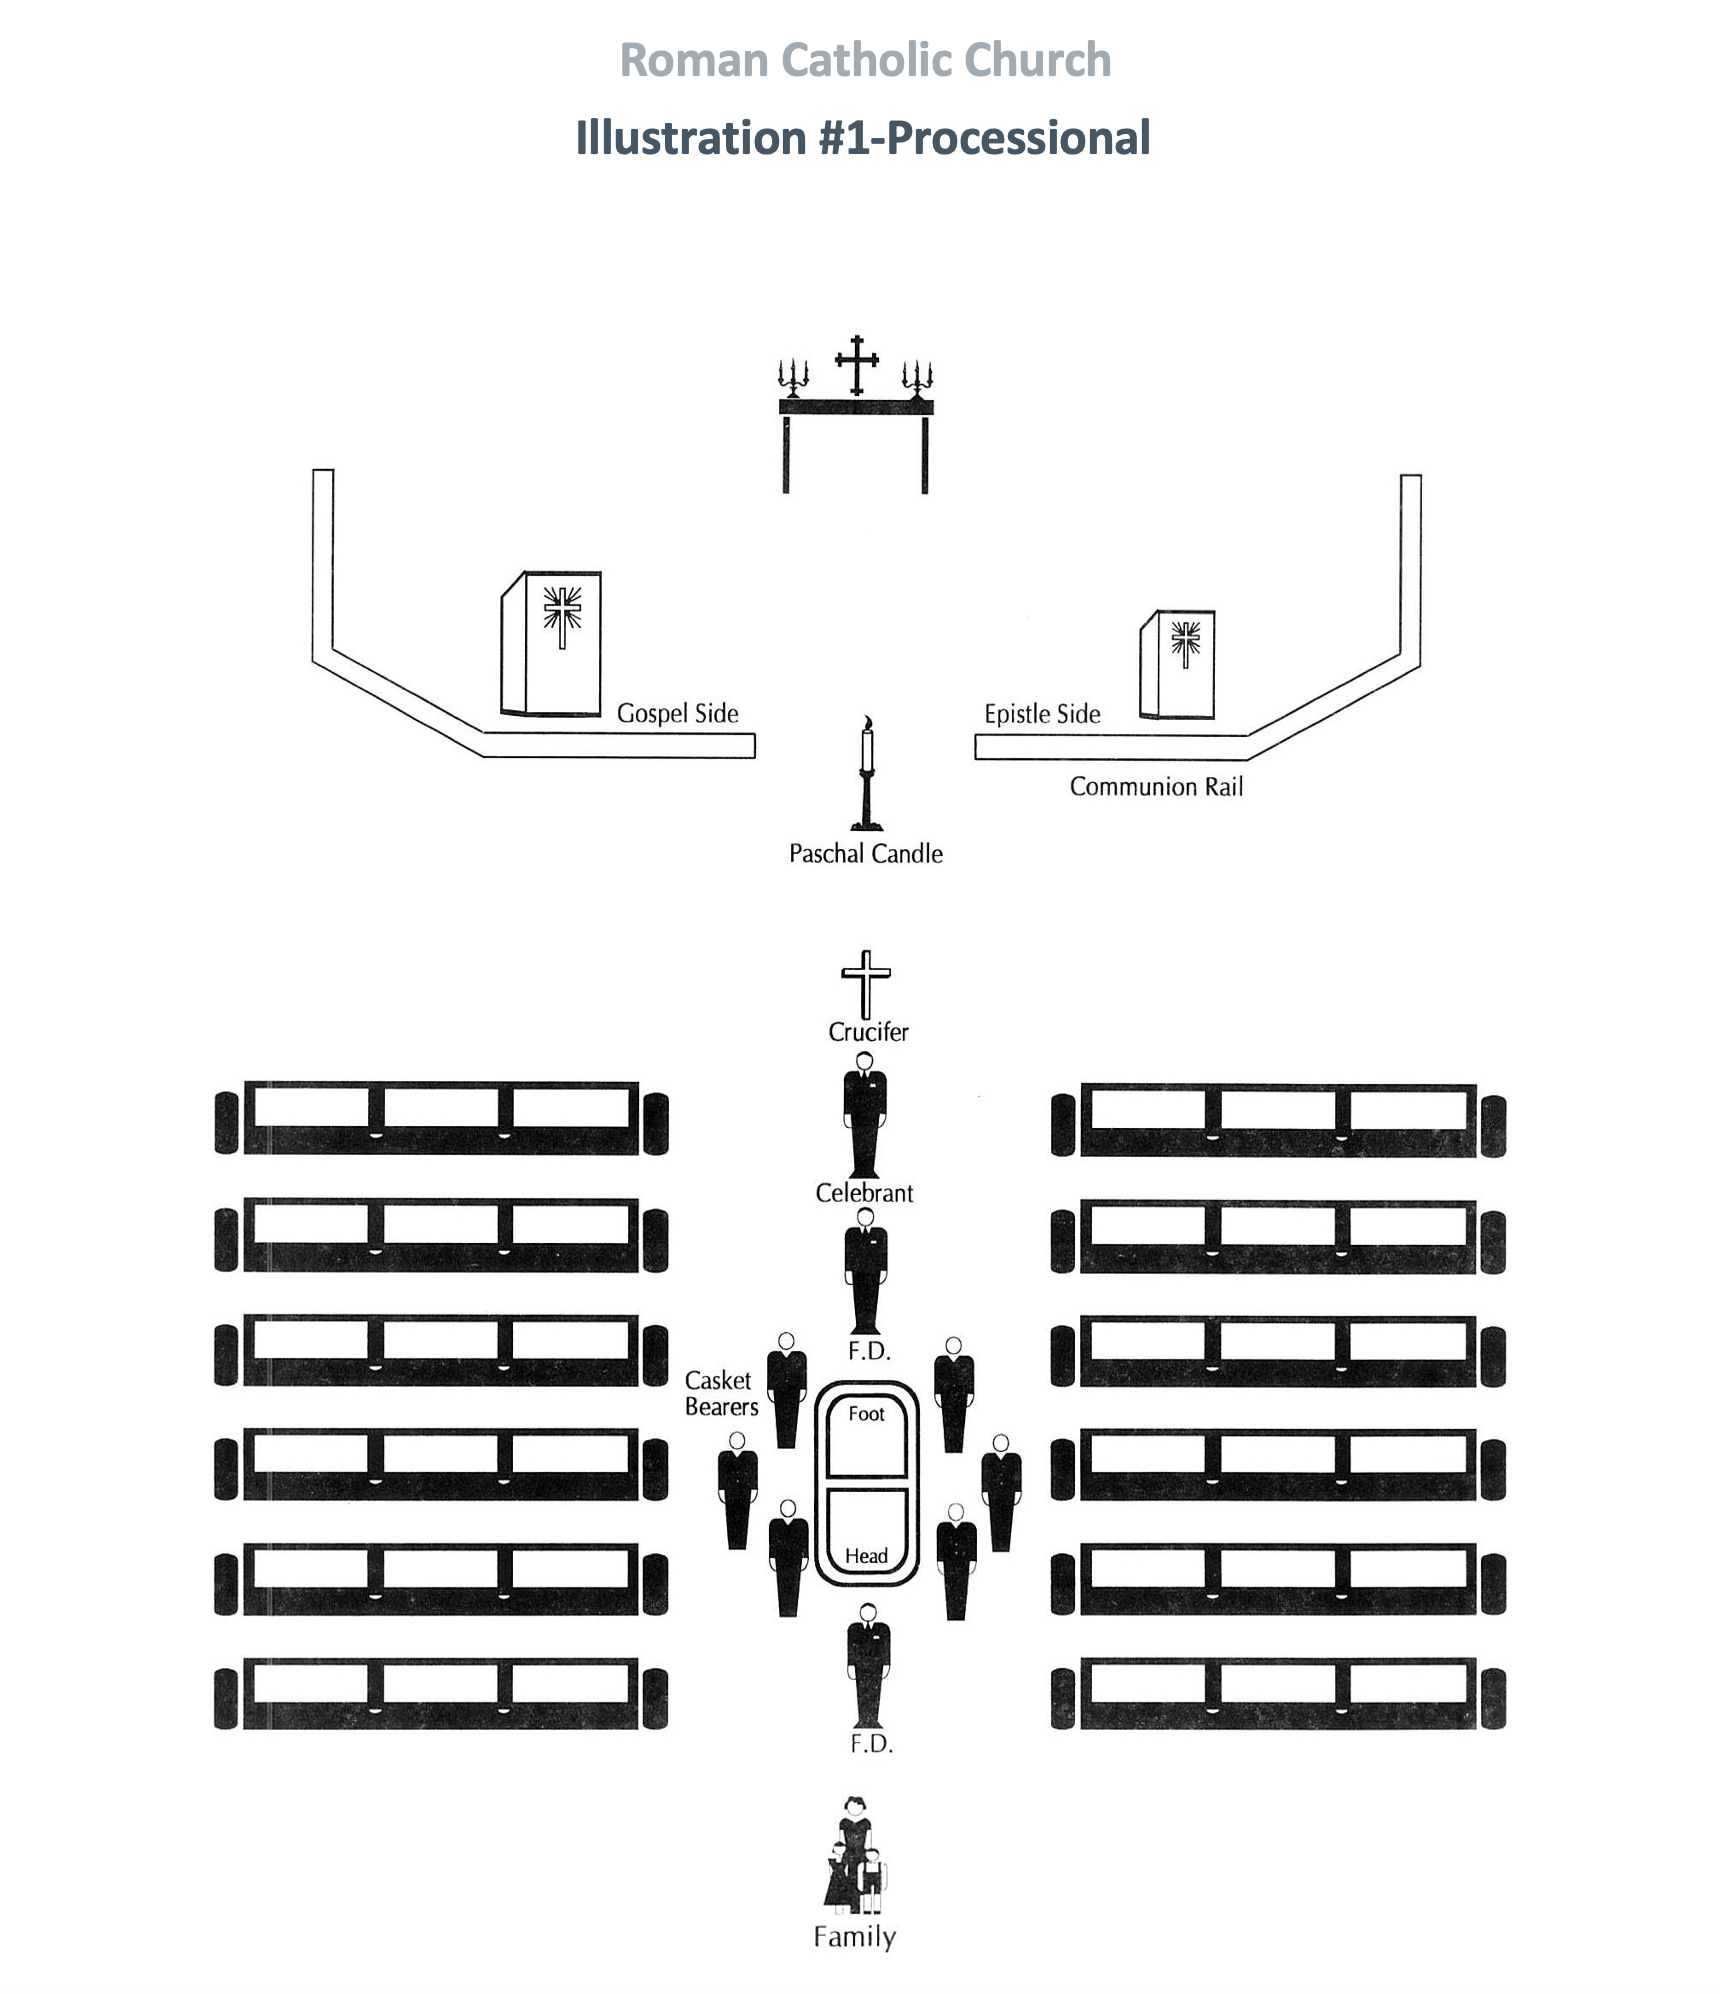 Roman Catholic Church
Illustration #1-Processional
Gospel Side
Epistle Side
Communion Rail
Paschal Candle
Crucifer
Celebrant
F.D.
Casket
Bearers
Foot
Head
F.D.
Family